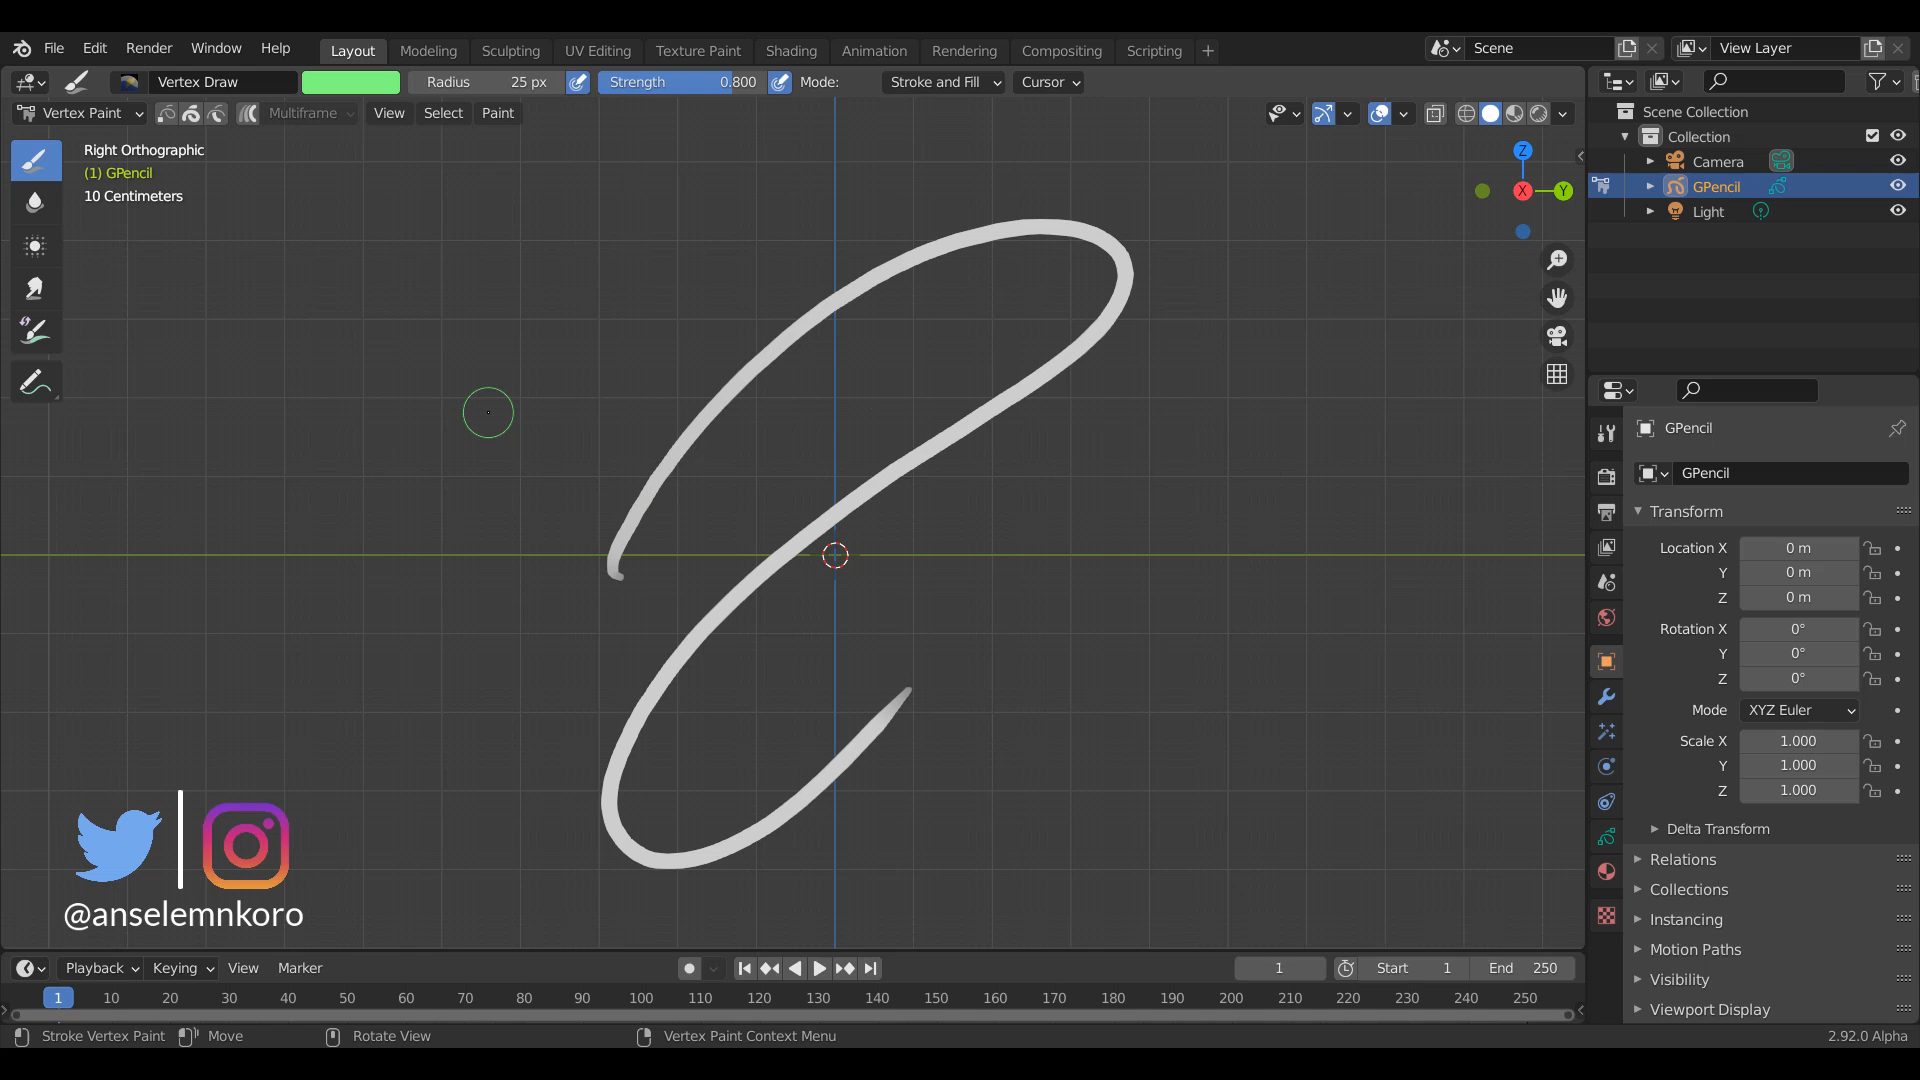 File Edit Render Window Help Layout Modeling Sculpting UV Editing Texture Paint Shading Animation Rendering Compositing Scripting + Scene View Layer
Vertex Draw Radius 25 px Strength 0.800 Mode: Stroke and Fill Cursor
Vertex Paint Multiframe View Select Paint
Right Orthographic
(1) GPencil
10 Centimeters
Z
X
Y
Scene Collection
Collection
Camera
GPencil
Light
GPencil
GPencil
Transform
Location X 0 m
Y 0 m
Z 0 m
Rotation X 0°
Y 0°
Z 0°
Mode XYZ Euler
Scale X 1.000
Y 1.000
Z 1.000
Delta Transform
Relations
Collections
Instancing
Motion Paths
Visibility
Viewport Display
@anselemnkoro
Playback Keying View Marker 1 Start 1 End 250
1 10 20 30 40 50 60 70 80 90 100 110 120 130 140 150 160 170 180 190 200 210 220 230 240 250
Stroke Vertex Paint Move Rotate View Vertex Paint Context Menu 2.92.0 Alpha